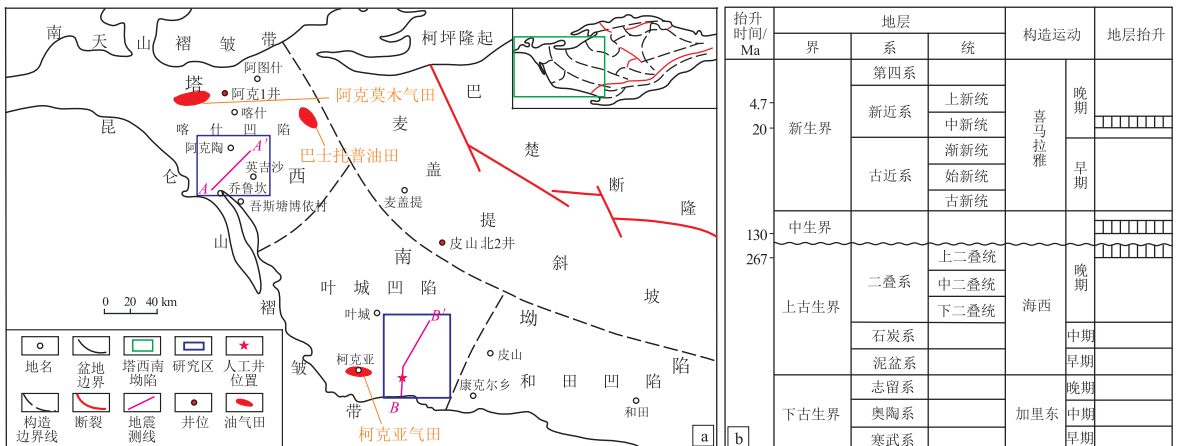 南天山褶皱带
柯坪隆起
阿图什
塔
阿克1井
阿克莫木气田
巴
喀什
昆
喀什凹陷
麦
楚
阿克陶
A'
巴士托普油田
英吉沙
盖
断
仑
A
乔鲁坎
西
麦盖提
隆
吾斯塘博依村
提
山
皮山北2井
南
斜
叶城凹陷
坡
0 20 40 km
褶
叶城
B'
坳
皱
柯克亚
皮山
陷
康克尔乡
和田凹陷
带
B
和田
柯克亚气田
地名
盆地
边界
塔西南
坳陷
研究区
人工井
位置
构造
边界线
断裂
地震
测线
井位
油气田
a
抬升
时间/
Ma
地层
构造运动
地层抬升
界
系
统
第四系
4.7
20
新生界
新近系
上新统
中新统
喜马拉雅
晚期
古近系
渐新统
始新统
古新统
早期
130
中生界
267
上古生界
二叠系
上二叠统
中二叠统
下二叠统
海西
晚期
石炭系
中期
泥盆系
早期
下古生界
志留系
加里东
晚期
奥陶系
中期
寒武系
早期
b